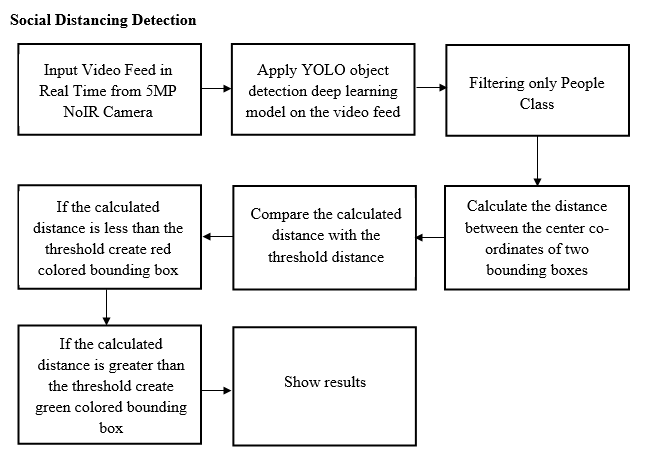 Social Distancing Detection
Input Video Feed in
Real Time from 5MP
NoIR Camera
Apply YOLO object
detection deep learning
model on the video feed
Filtering only People
Class
Calculate the distance
between the center co-
ordinates of two
bounding boxes
Compare the calculated
distance with the
threshold distance
If the calculated
distance is less than the
threshold create red
colored bounding box
If the calculated
distance is greater than
the threshold create
green colored bounding
box
Show results